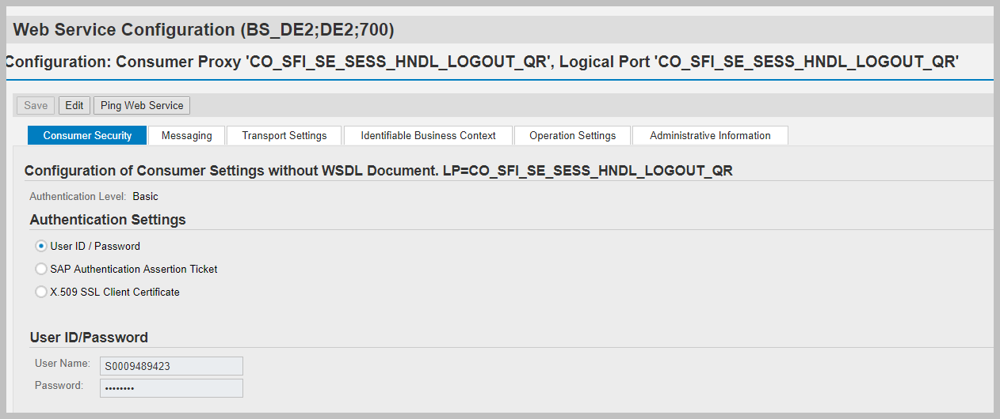 Web Service Configuration (BS_DE2;DE2;700)
Configuration: Consumer Proxy 'CO_SFI_SE_SESS_HNDL_LOGOUT_QR', Logical Port 'CO_SFI_SE_SESS_HNDL_LOGOUT_QR'
Save Edit Ping Web Service
Consumer Security Messaging Transport Settings Identifiable Business Context Operation Settings Administrative Information
Configuration of Consumer Settings without WSDL Document. LP=CO_SFI_SE_SESS_HNDL_LOGOUT_QR
Authentication Level: Basic
Authentication Settings
User ID / Password
SAP Authentication Assertion Ticket
X.509 SSL Client Certificate
User ID/Password
User Name: S0009489423
Password: ••••••••